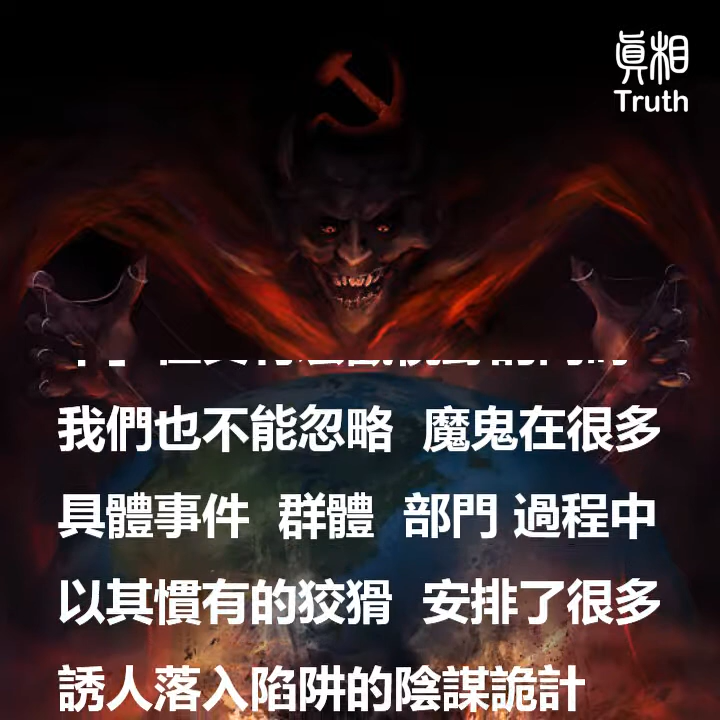 眞相
Truth
我們也不能忽略 魔鬼在很多
具體事件 群體 部門 過程中
以其慣有的狡猾 安排了很多
誘人落入陷阱的陰謀詭計